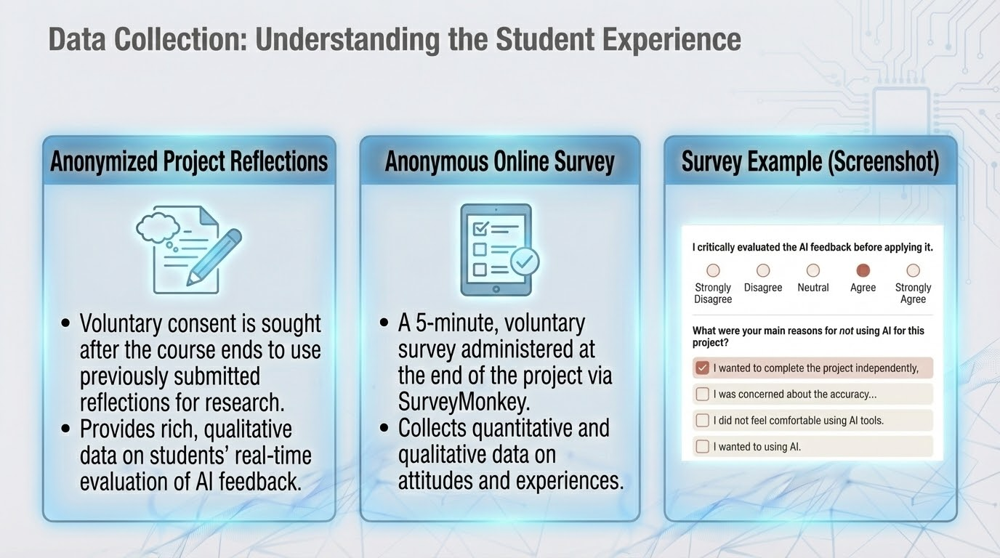 Data Collection: Understanding the Student Experience
Anonymized Project Reflections
• Voluntary consent is sought
after the course ends to use
previously submitted
reflections for research.
• Provides rich, qualitative
data on students’ real-time
evaluation of AI feedback.
Anonymous Online Survey
• A 5-minute, voluntary
survey administered at
the end of the project via
SurveyMonkey.
• Collects quantitative and
qualitative data on
attitudes and experiences.
Survey Example (Screenshot)
I critically evaluated the AI feedback before applying it.
Strongly Disagree
Disagree
Neutral
Agree
Strongly Agree
What were your main reasons for not using AI for this
project?
I wanted to complete the project independently,
I was concerned about the accuracy...
I did not feel comfortable using AI tools.
I wanted to using AI.